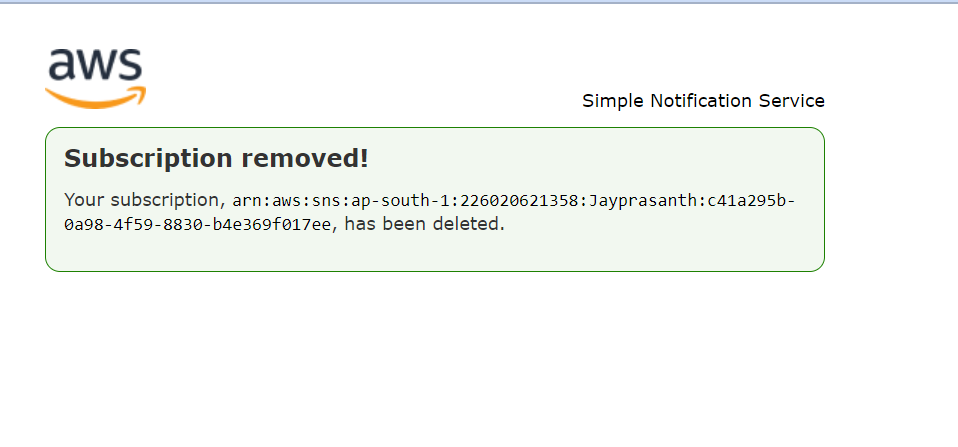 aws
Simple Notification Service
Subscription removed!
Your subscription, arn:aws:sns:ap-south-1:226020621358:Jayprasanth:c41a295b-
0a98-4f59-8830-b4e369f017ee, has been deleted.